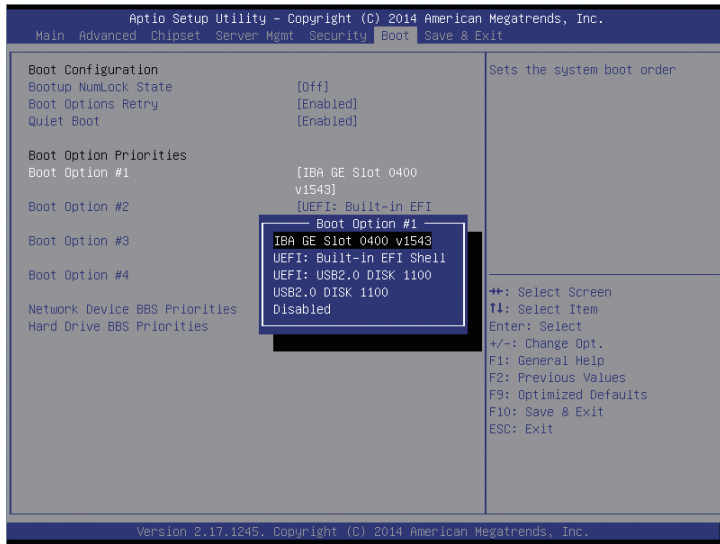 Aptio Setup Utility – Copyright (C) 2014 American Megatrends, Inc.
Main Advanced Chipset Server Mgmt Security Boot Save & Exit
Boot Configuration
Bootup NumLock State [Off]
Boot Options Retry [Enabled]
Quiet Boot [Enabled]
Boot Option Priorities
Boot Option #1 [IBA GE Slot 0400
v1543]
Boot Option #2 [UEFI: Built-in EFI
Boot Option #3
Boot Option #4
Network Device BBS Priorities
Hard Drive BBS Priorities
Boot Option #1
IBA GE Slot 0400 v1543
UEFI: Built-in EFI Shell
UEFI: USB2.0 DISK 1100
USB2.0 DISK 1100
Disabled
Sets the system boot order
→←: Select Screen
↑↓: Select Item
Enter: Select
+/-: Change Opt.
F1: General Help
F2: Previous Values
F9: Optimized Defaults
F10: Save & Exit
ESC: Exit
Version 2.17.1245. Copyright (C) 2014 American Megatrends, Inc.